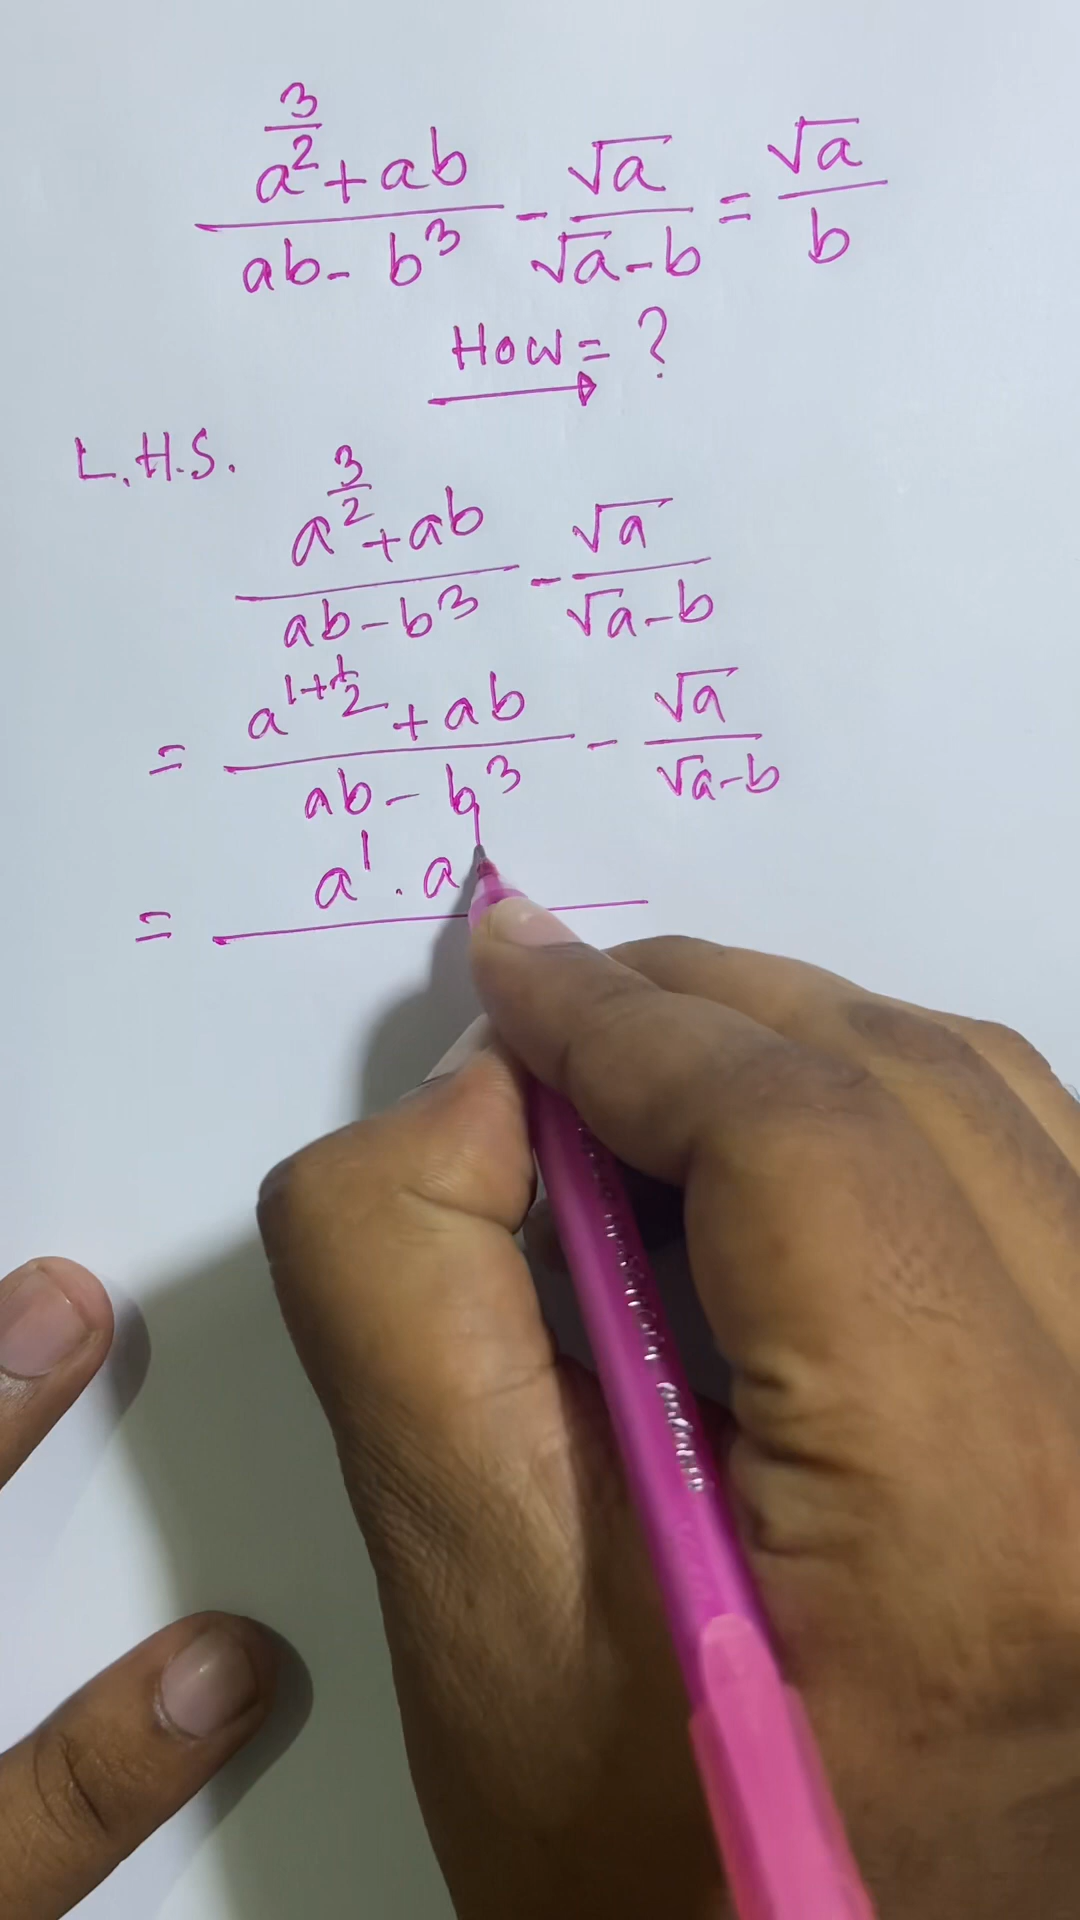 a^(3/2) + ab / ab - b^3 - √a / √a - b = √a / b
How = ?
L.H.S.
a^(3/2) + ab / ab - b^3 - √a / √a - b
= a^(1+1/2) + ab / ab - b^3 - √a / √a - b
= a^1 . a